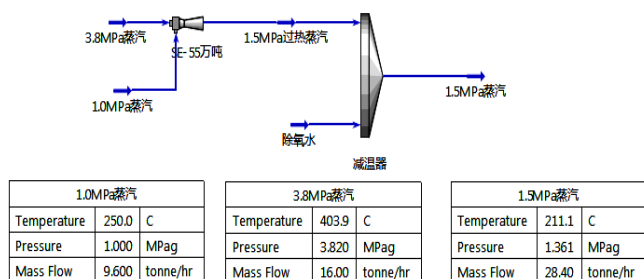 3.8MPa蒸汽
SE-55万吨
1.5MPa过热蒸汽
1.0MPa蒸汽
1.5MPa蒸汽
除氧水
减温器
1.0MPa蒸汽
Temperature 250.0 C
Pressure 1.000 MPag
Mass Flow 9.600 tonne/hr
3.8MPa蒸汽
Temperature 403.9 C
Pressure 3.820 MPag
Mass Flow 16.00 tonne/hr
1.5MPa蒸汽
Temperature 211.1 C
Pressure 1.361 MPag
Mass Flow 28.40 tonne/hr